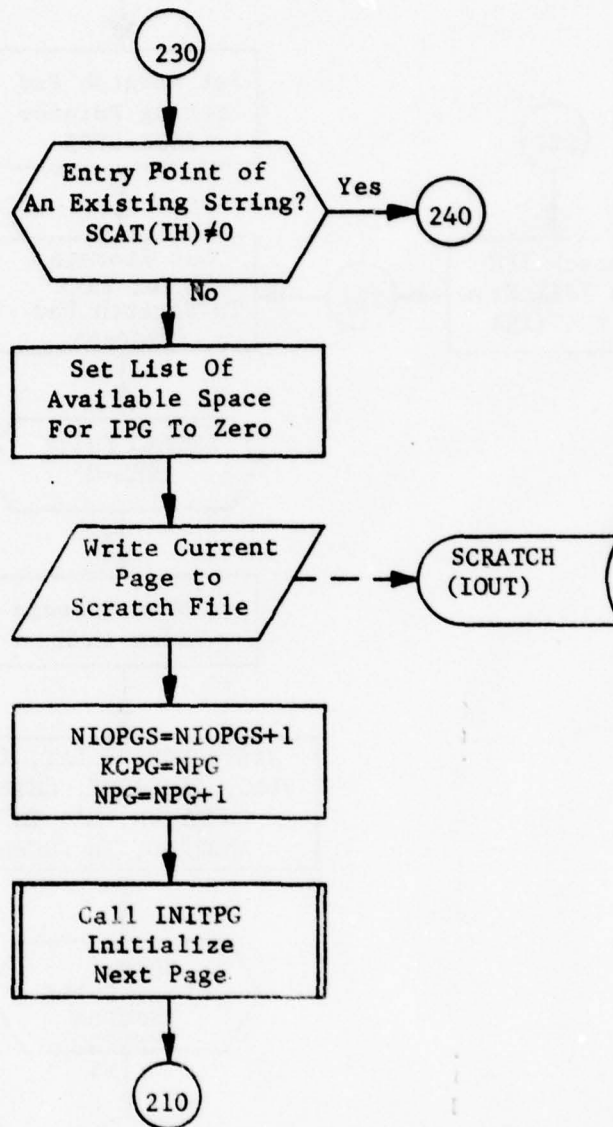 230
Entry Point of
An Existing String?
SCAT(IH)≠0
Yes
240
No
Set List Of
Available Space
For IPG To Zero
Write Current
Page to
Scratch File
SCRATCH
(IOUT)
NIOPGS=NIOPGS+1
KCPG=NPG
NPG=NPG+1
Call INITPG
Initialize
Next Page
210